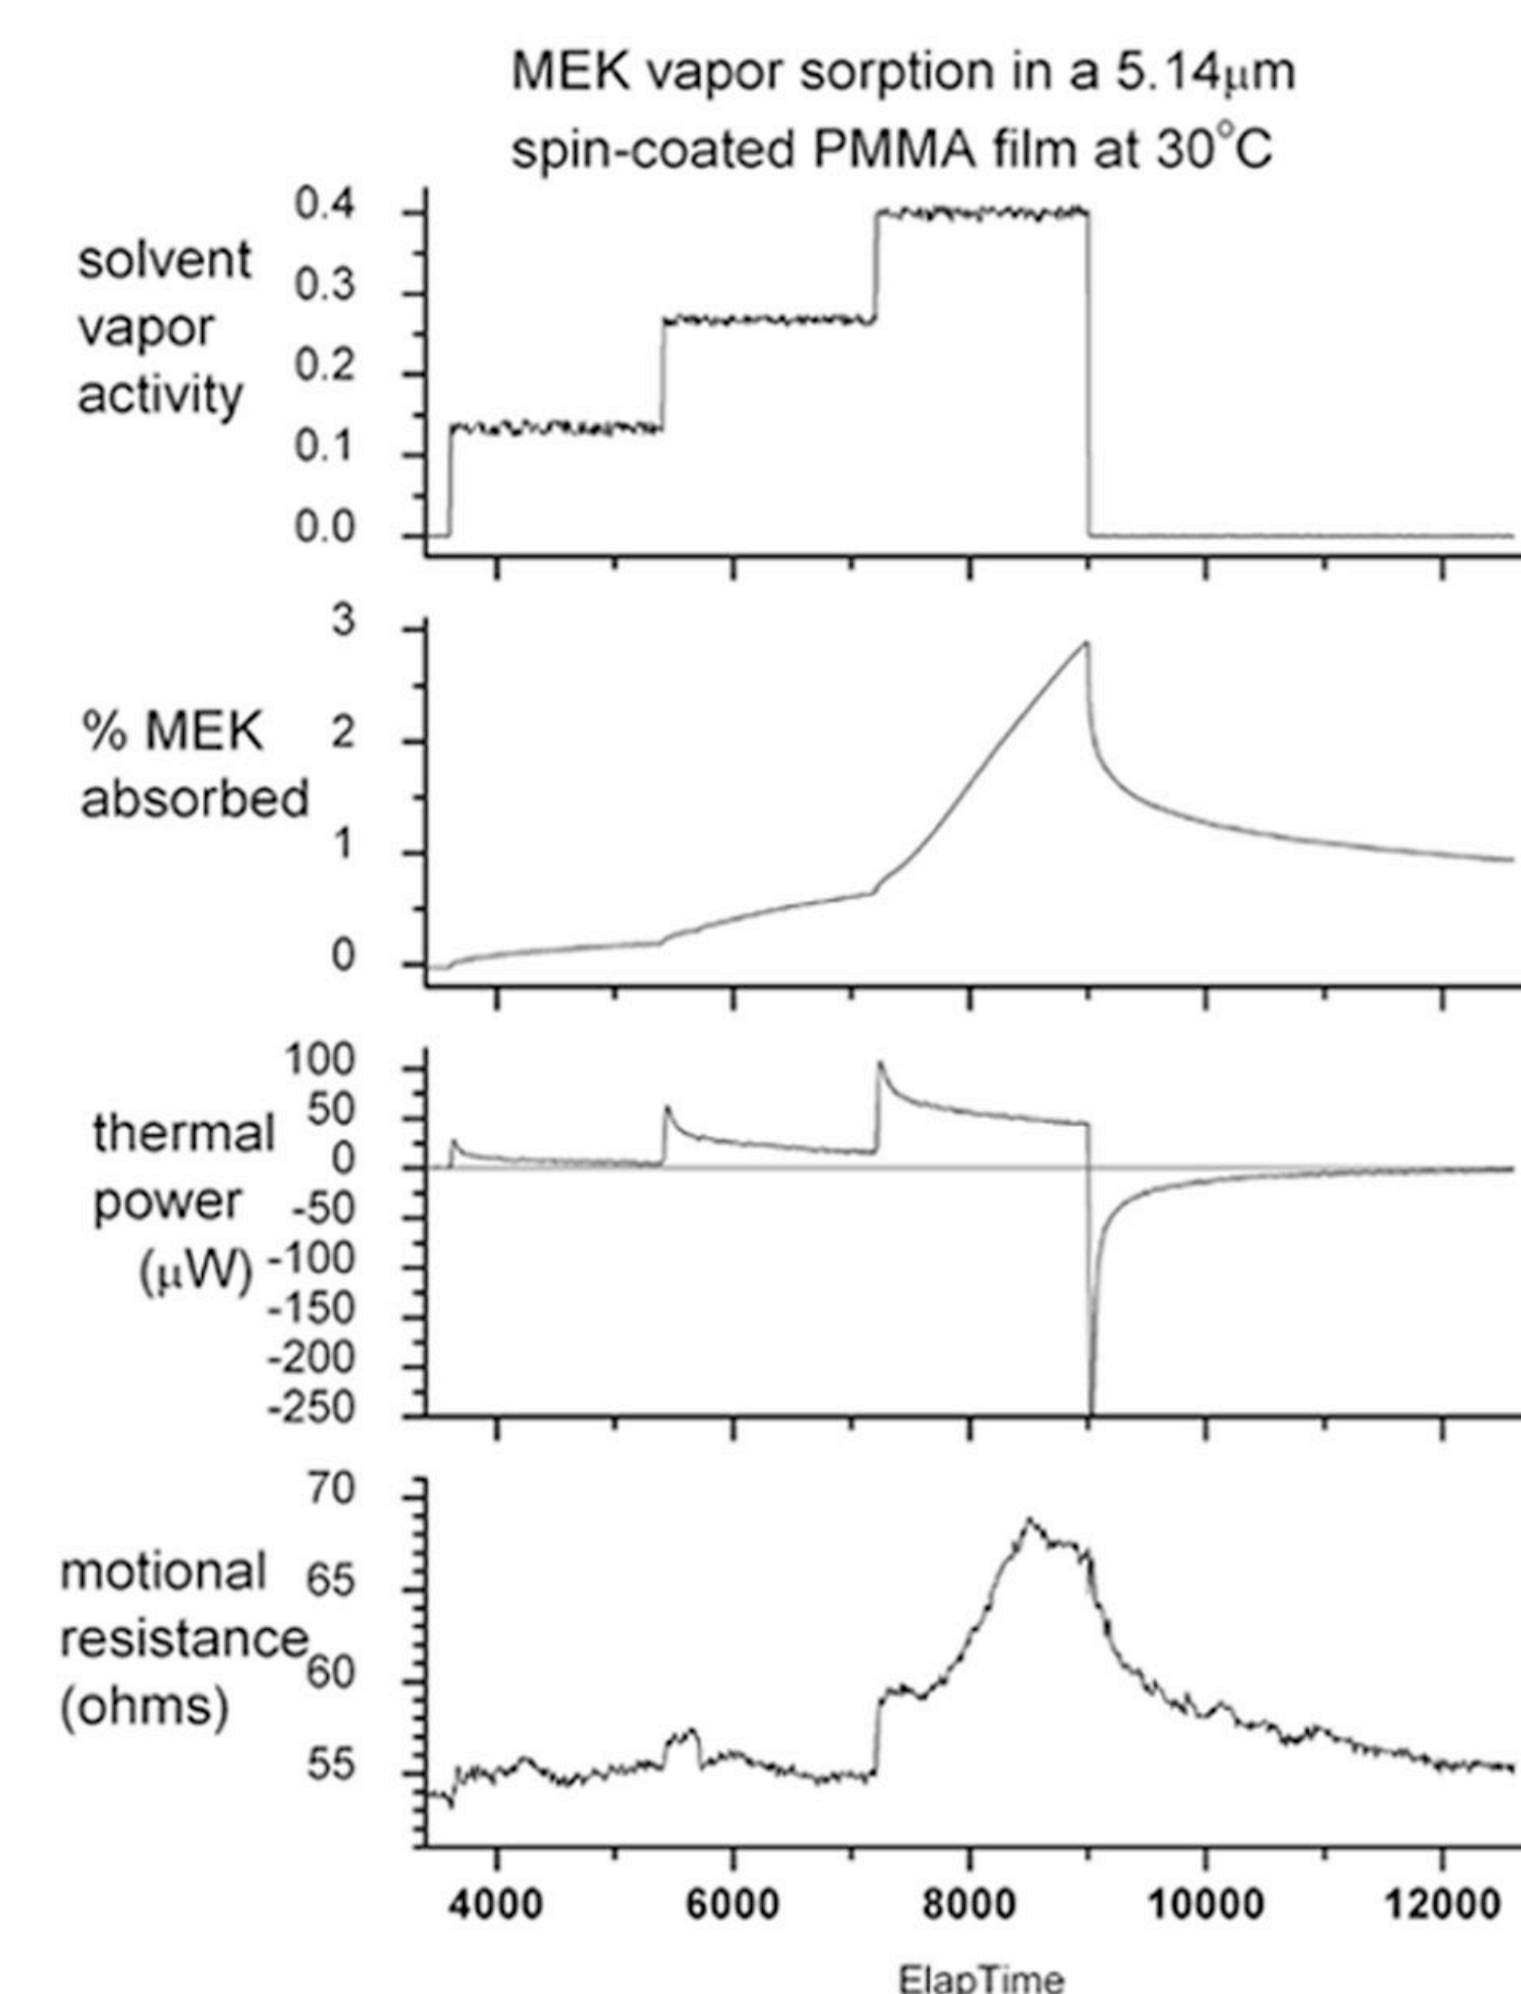 MEK vapor sorption in a 5.14μm
spin-coated PMMA film at 30°C
solvent
vapor
activity
0.4
0.3
0.2
0.1
0.0
% MEK
absorbed
3
2
1
0
thermal
power
(μW)
100
50
0
-50
-100
-150
-200
-250
motional
resistance
(ohms)
70
65
60
55
4000 6000 8000 10000 12000
ElapTime